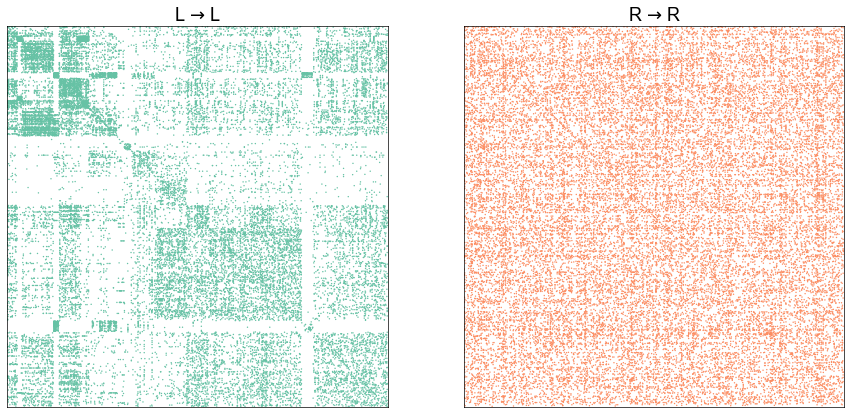 L → L
R → R